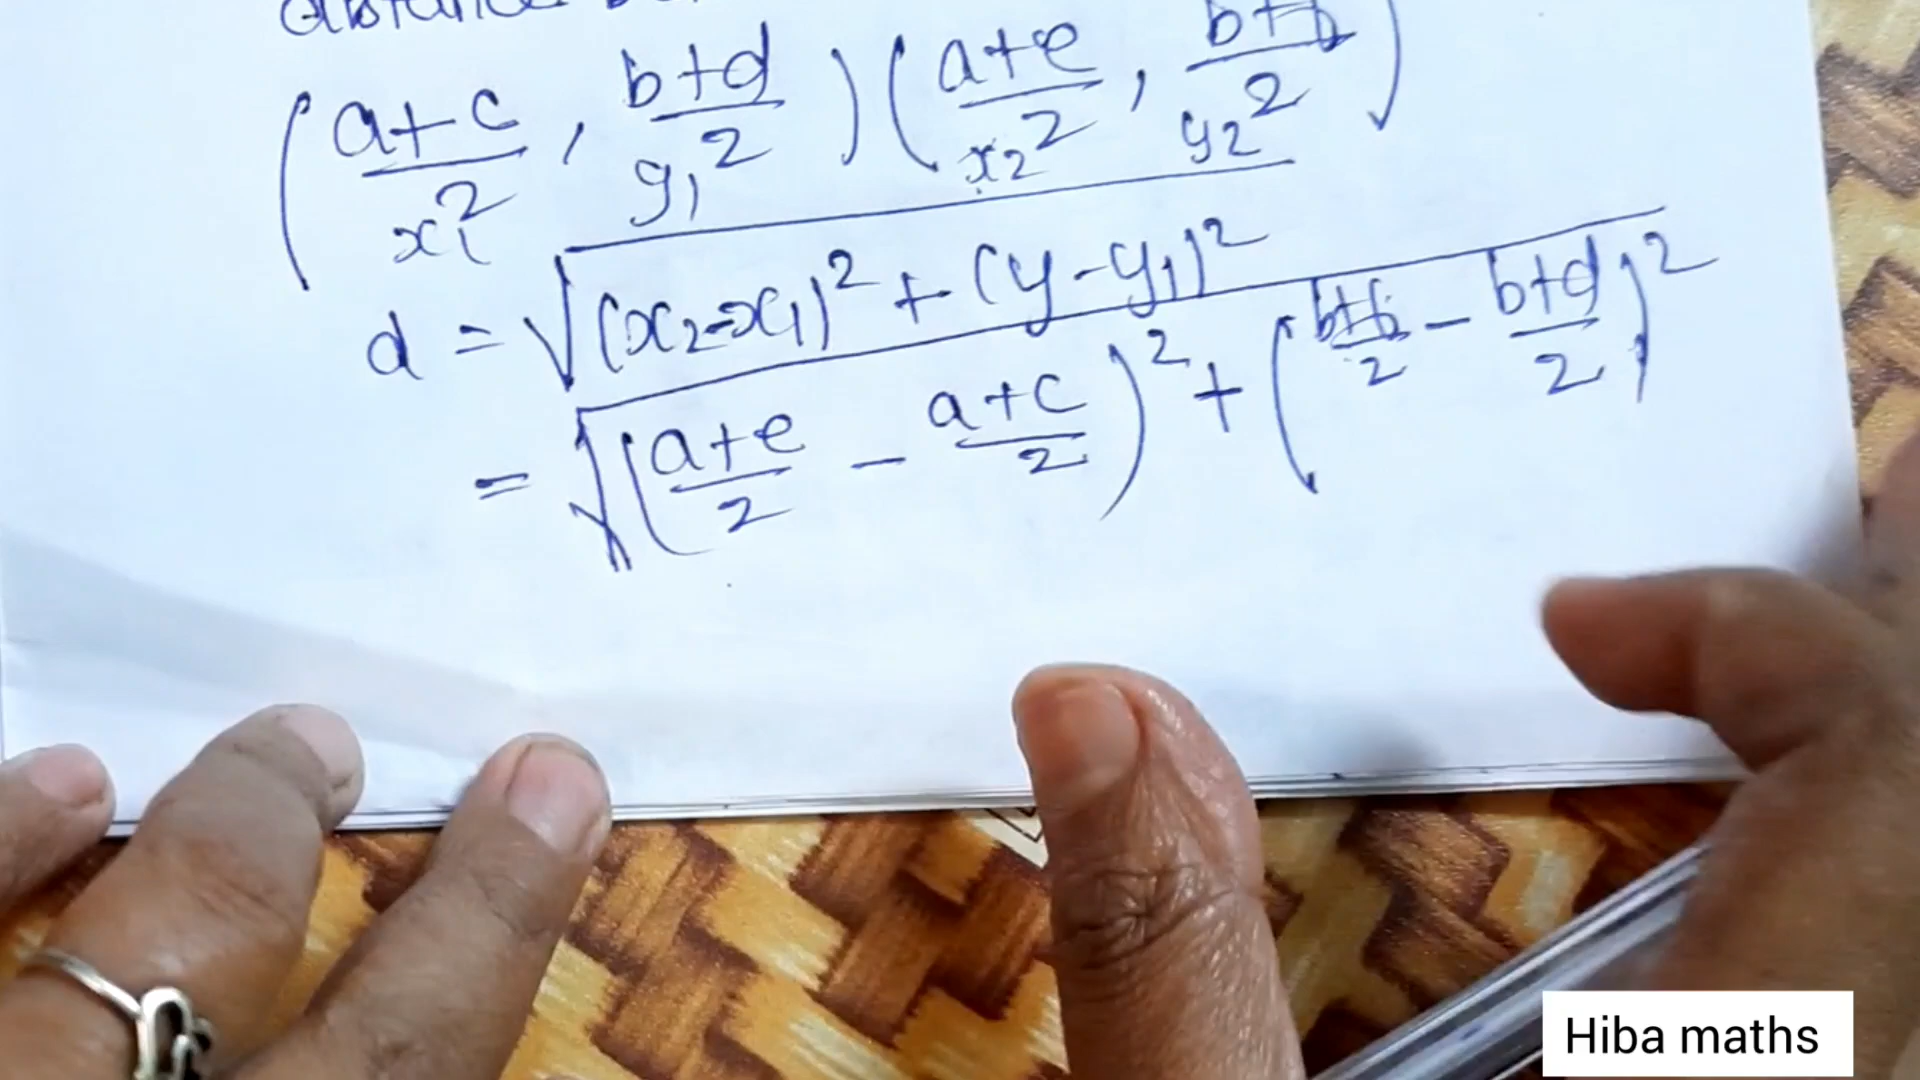 distance
( a+c/2 , b+d/2 ) ( a+e/2 , b+f/2 )
x₁ y₁ x₂ y₂
d = √(x₂-x₁)² + (y-y₁)²
= √( a+e/2 - a+c/2 )² + ( b+f/2 - b+d/2 )²
Hiba maths